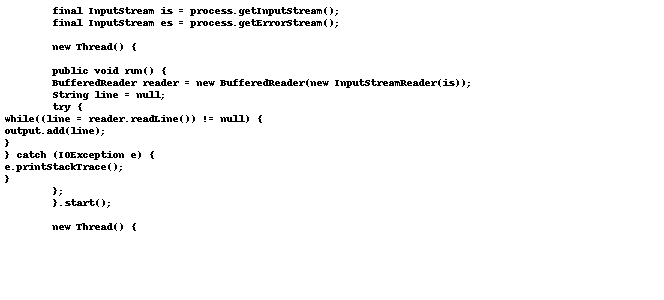 final InputStream is = process.getInputStream();
final InputStream es = process.getErrorStream();
new Thread() {
public void run() {
BufferedReader reader = new BufferedReader(new InputStreamReader(is));
String line = null;
try {
while((line = reader.readLine()) != null) {
output.add(line);
}
} catch (IOException e) {
e.printStackTrace();
}
};
}.start();
new Thread() {